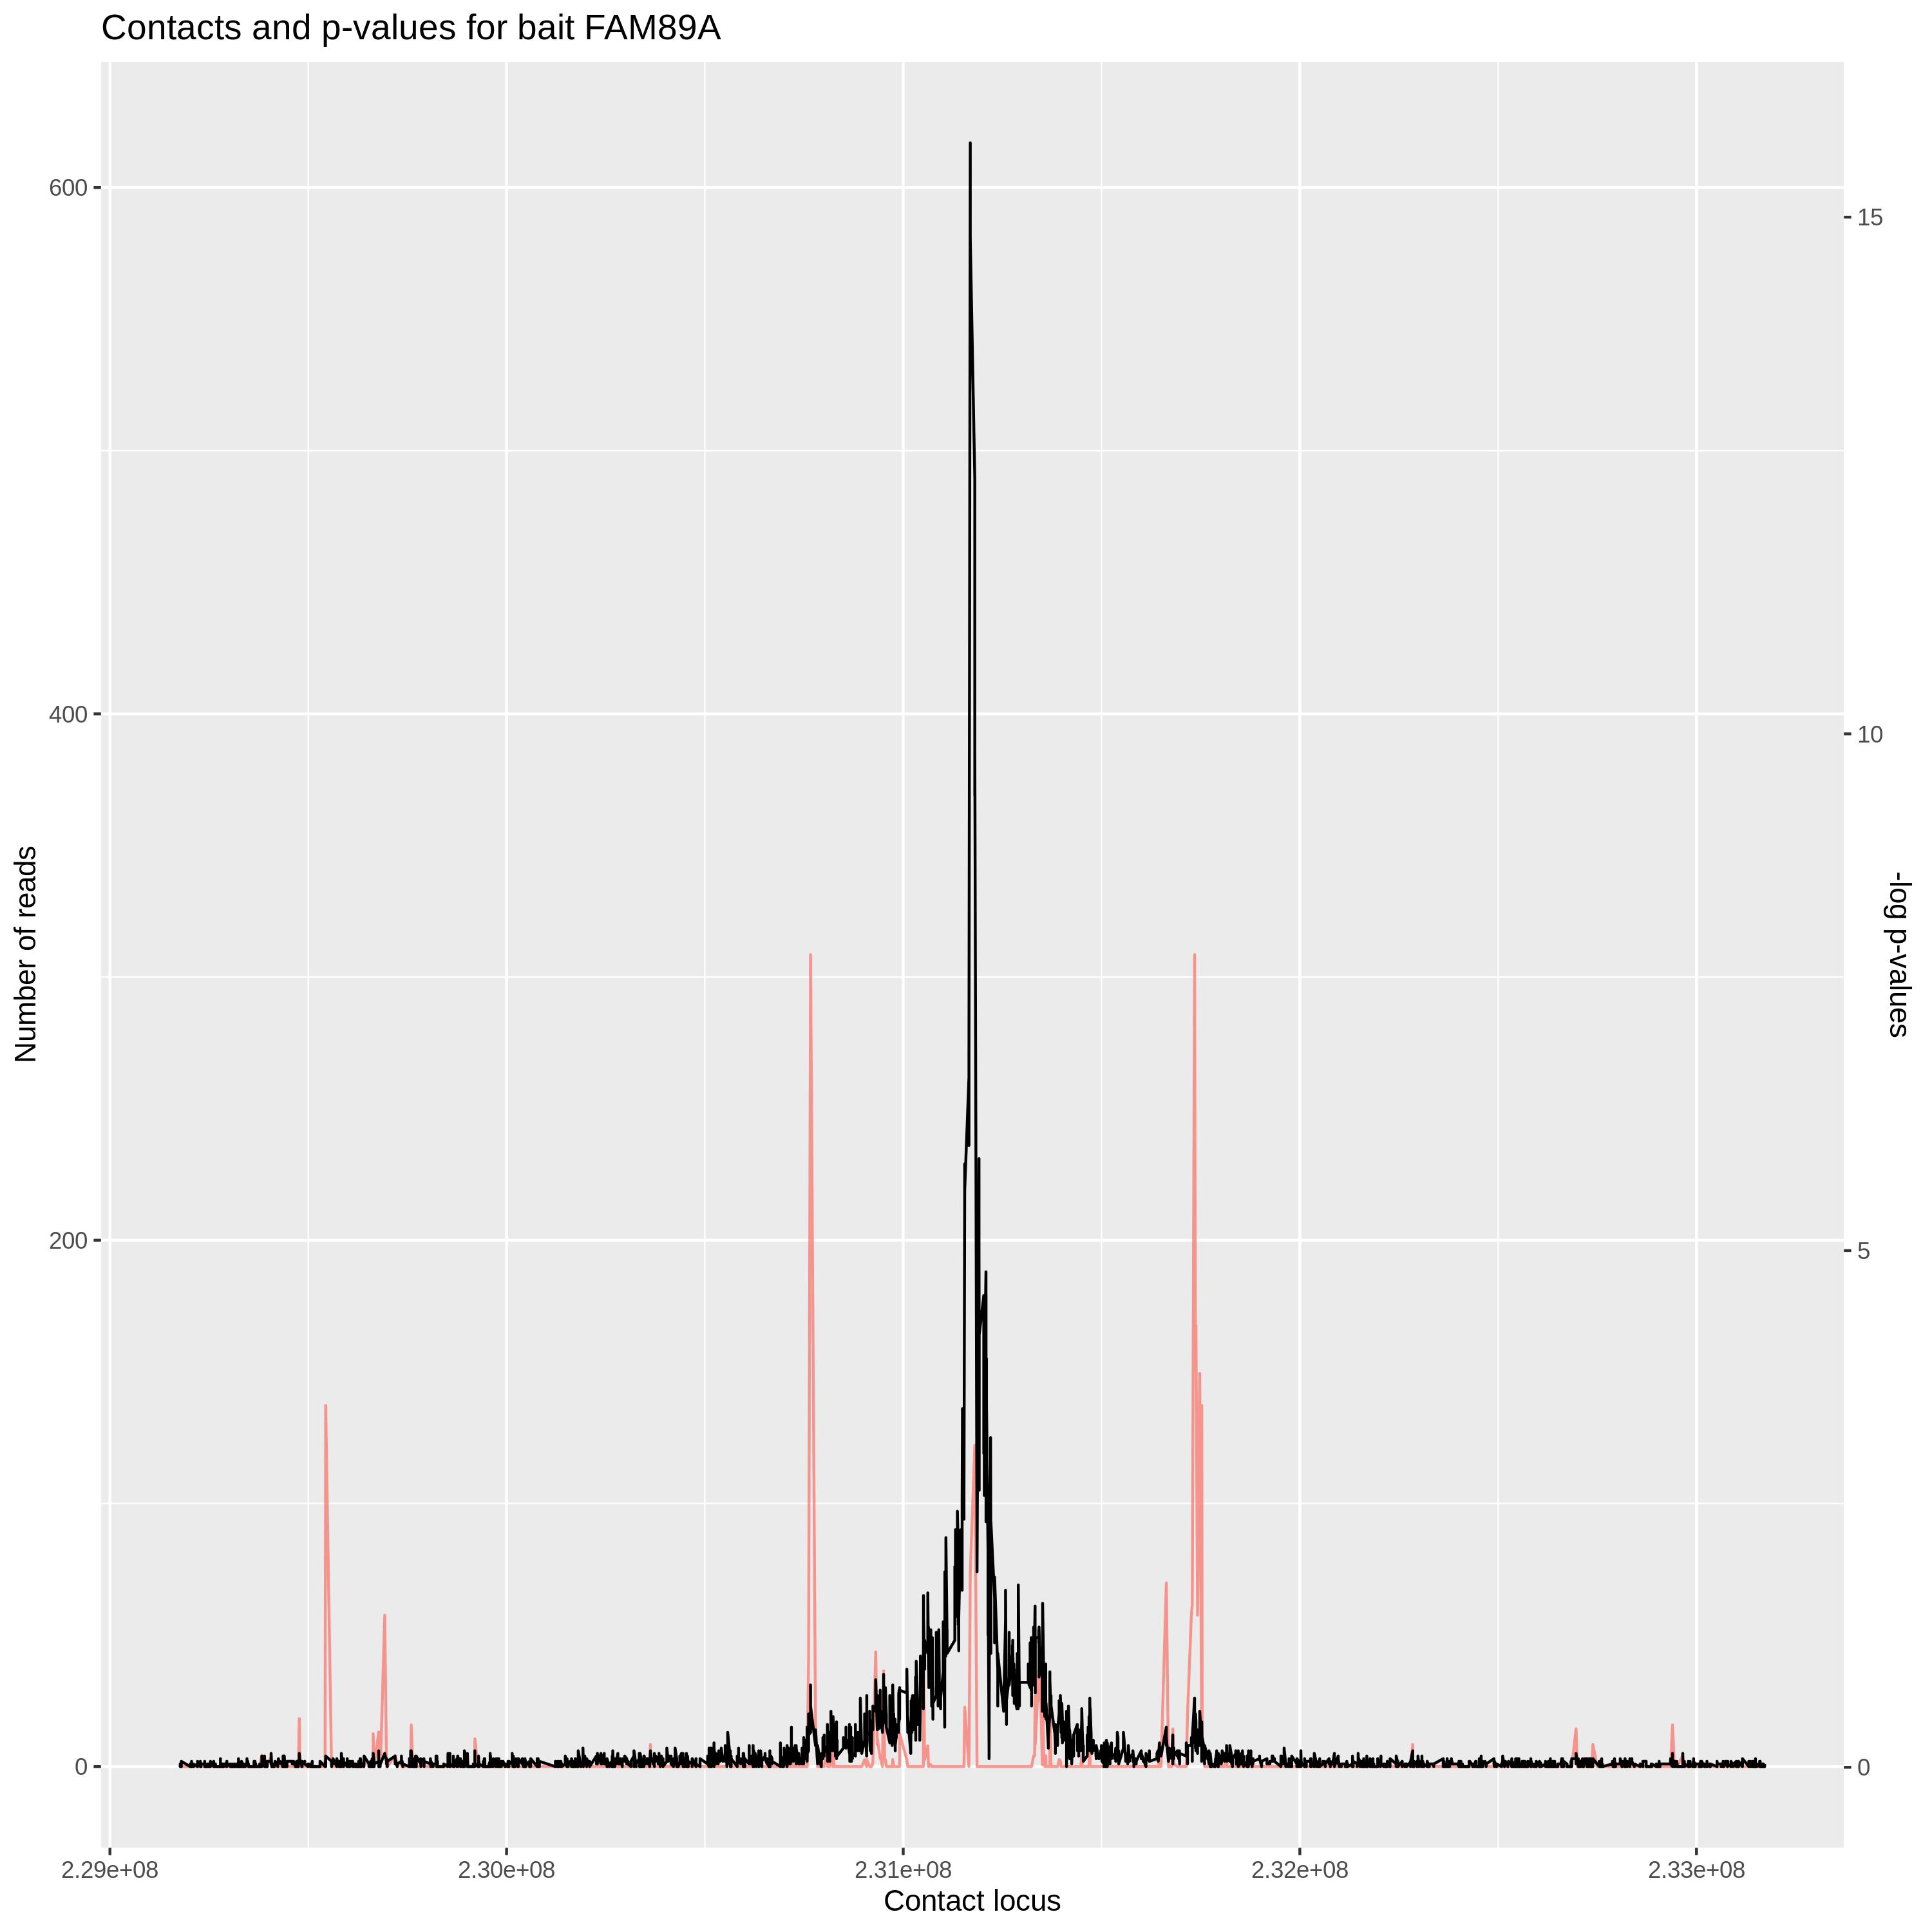 Contacts and p-values for bait FAM89A
600
400
200
0
15
10
5
0
Number of reads
-log p-values
2.29e+08 2.30e+08 2.31e+08 2.32e+08 2.33e+08
Contact locus